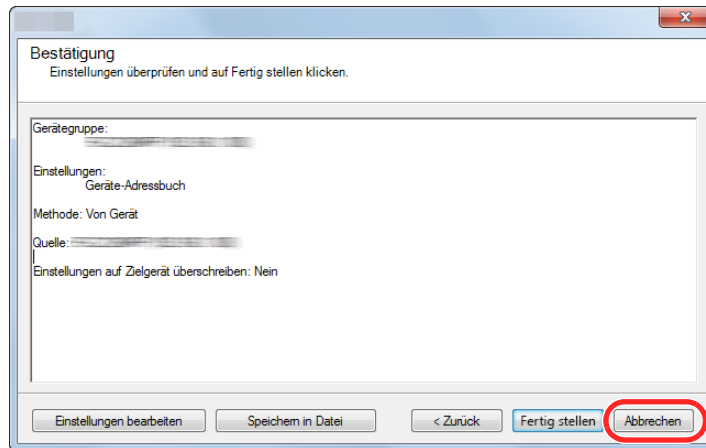 Bestätigung
Einstellungen überprüfen und auf Fertig stellen klicken.
Gerätegruppe:
Einstellungen:
Geräte-Adressbuch
Methode: Von Gerät
Quelle:
Einstellungen auf Zielgerät überschreiben: Nein
Einstellungen bearbeiten
Speichern in Datei
< Zurück
Fertig stellen
Abbrechen